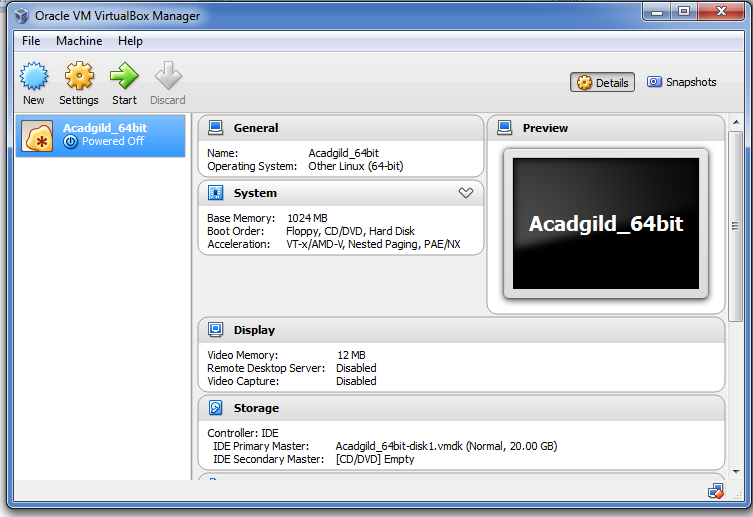 Oracle VM VirtualBox Manager
File Machine Help
New Settings Start Discard
Details Snapshots
Acadgild_64bit
Powered Off
General
Name: Acadgild_64bit
Operating System: Other Linux (64-bit)
System
Base Memory: 1024 MB
Boot Order: Floppy, CD/DVD, Hard Disk
Acceleration: VT-x/AMD-V, Nested Paging, PAE/NX
Preview
Acadgild_64bit
Display
Video Memory: 12 MB
Remote Desktop Server: Disabled
Video Capture: Disabled
Storage
Controller: IDE
IDE Primary Master: Acadgild_64bit-disk1.vmdk (Normal, 20.00 GB)
IDE Secondary Master: [CD/DVD] Empty